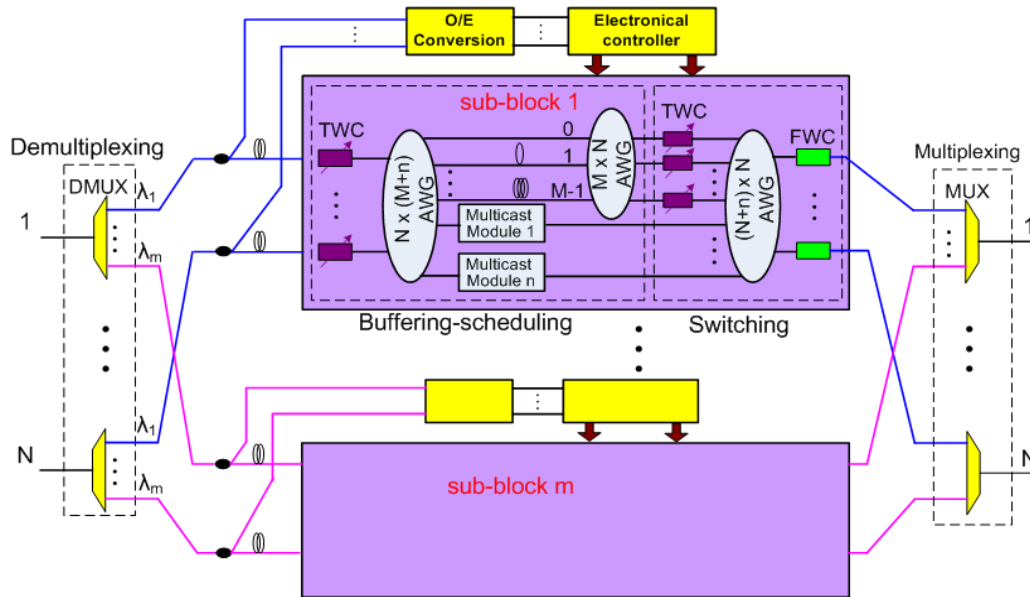 O/E
Conversion
Electronical
controller
sub-block 1
TWC
0
1
M-1
N x (M+n)
AWG
M x N
AWG
TWC
(N+n) x N
AWG
FWC
Multicast
Module 1
Multicast
Module n
Buffering-scheduling
Switching
Demultiplexing
DMUX
λ1
1
λm
λ1
N
λm
Multiplexing
MUX
1
N
sub-block m